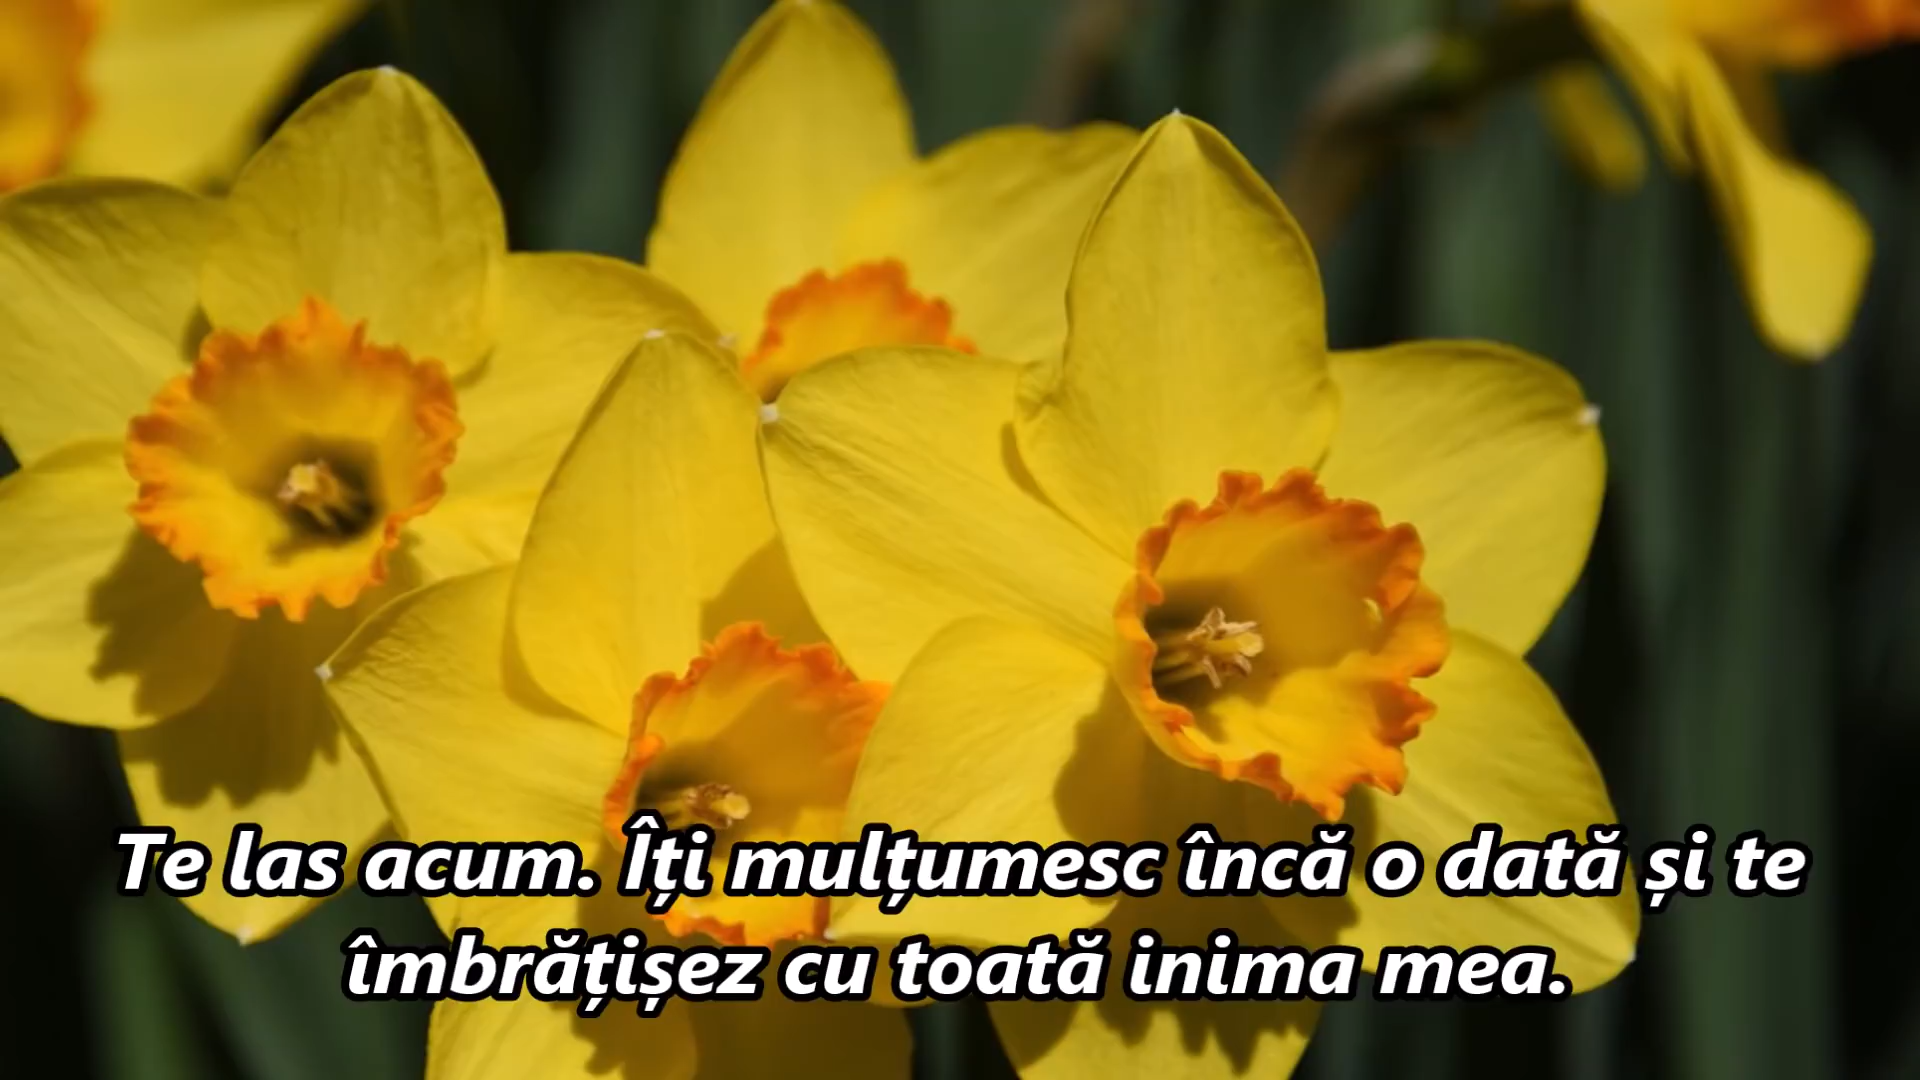 Te las acum. Îți mulțumesc încă o dată și te
îmbrățișez cu toată inima mea.